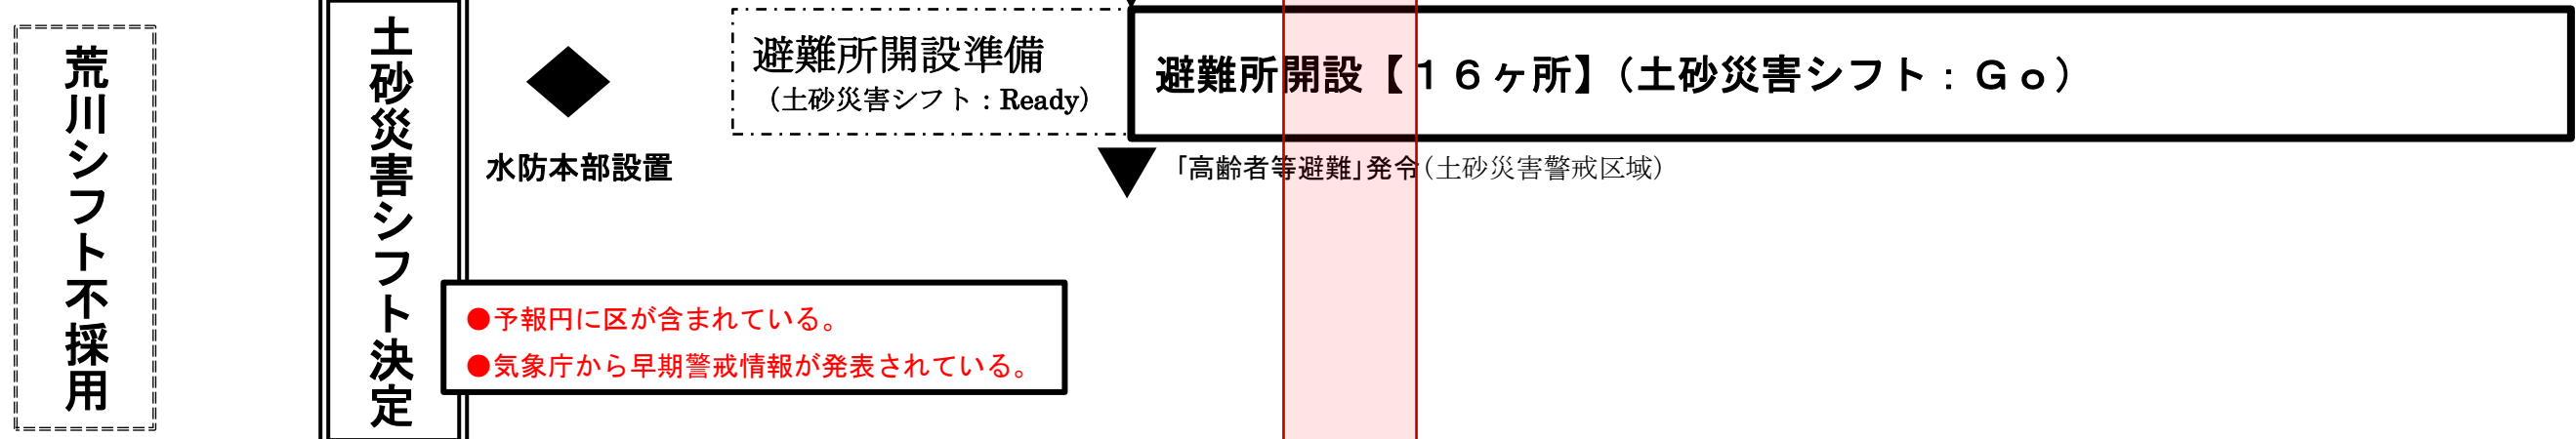 荒川シフト不採用
土砂災害シフト決定
水防本部設置
避難所開設準備
（土砂災害シフト：Ready）
避難所開設【１６ヶ所】（土砂災害シフト：Ｇｏ）
「高齢者等避難」発令（土砂災害警戒区域）
●予報円に区が含まれている。
●気象庁から早期警戒情報が発表されている。